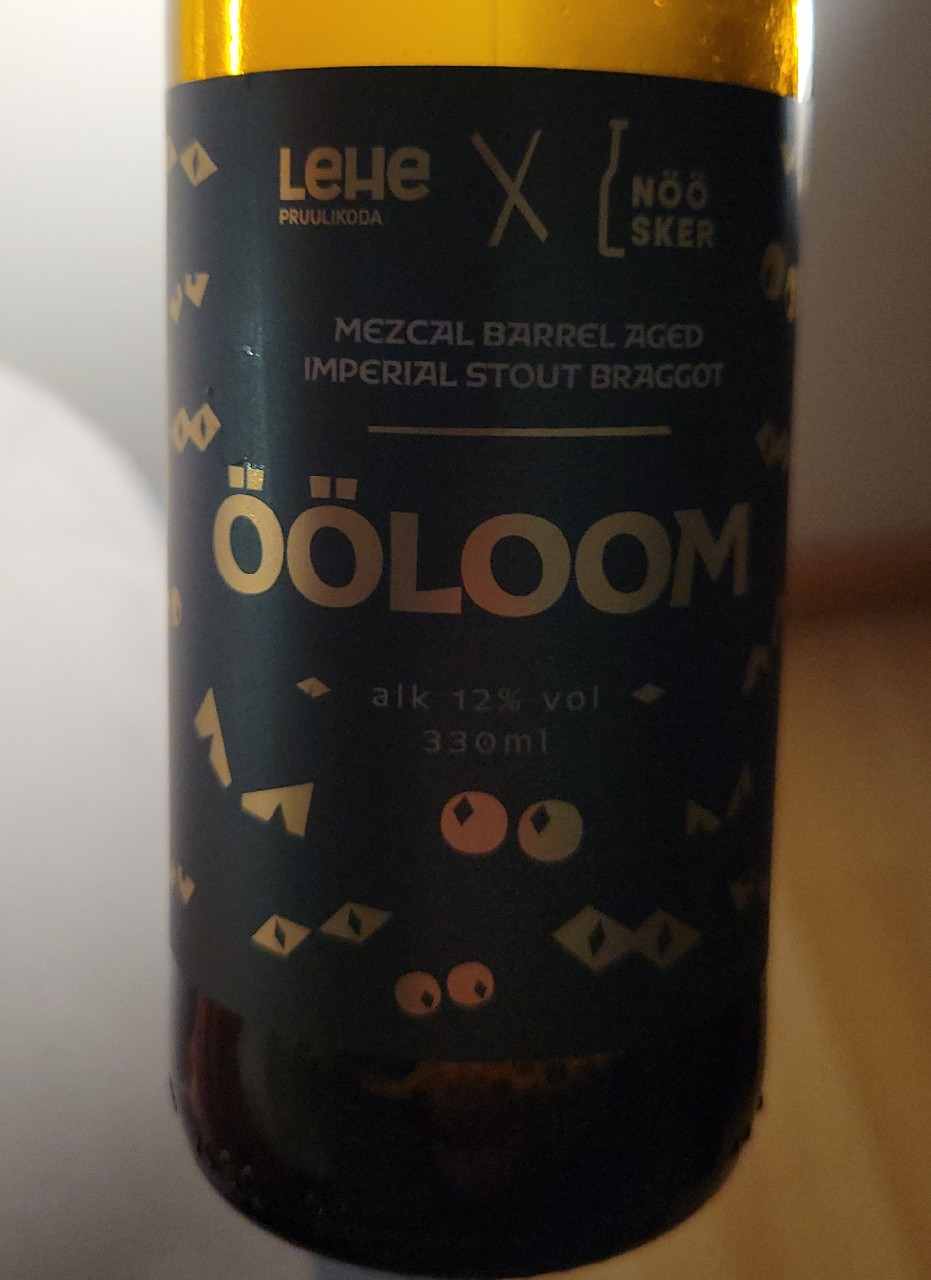 LeHe
PRUULIKODA
X
NÖÖ
SKER
MEZCAL BARREL AGED
IMPERIAL STOUT BRAGGOT
ÖÖLOOM
alk 12% vol
330ml